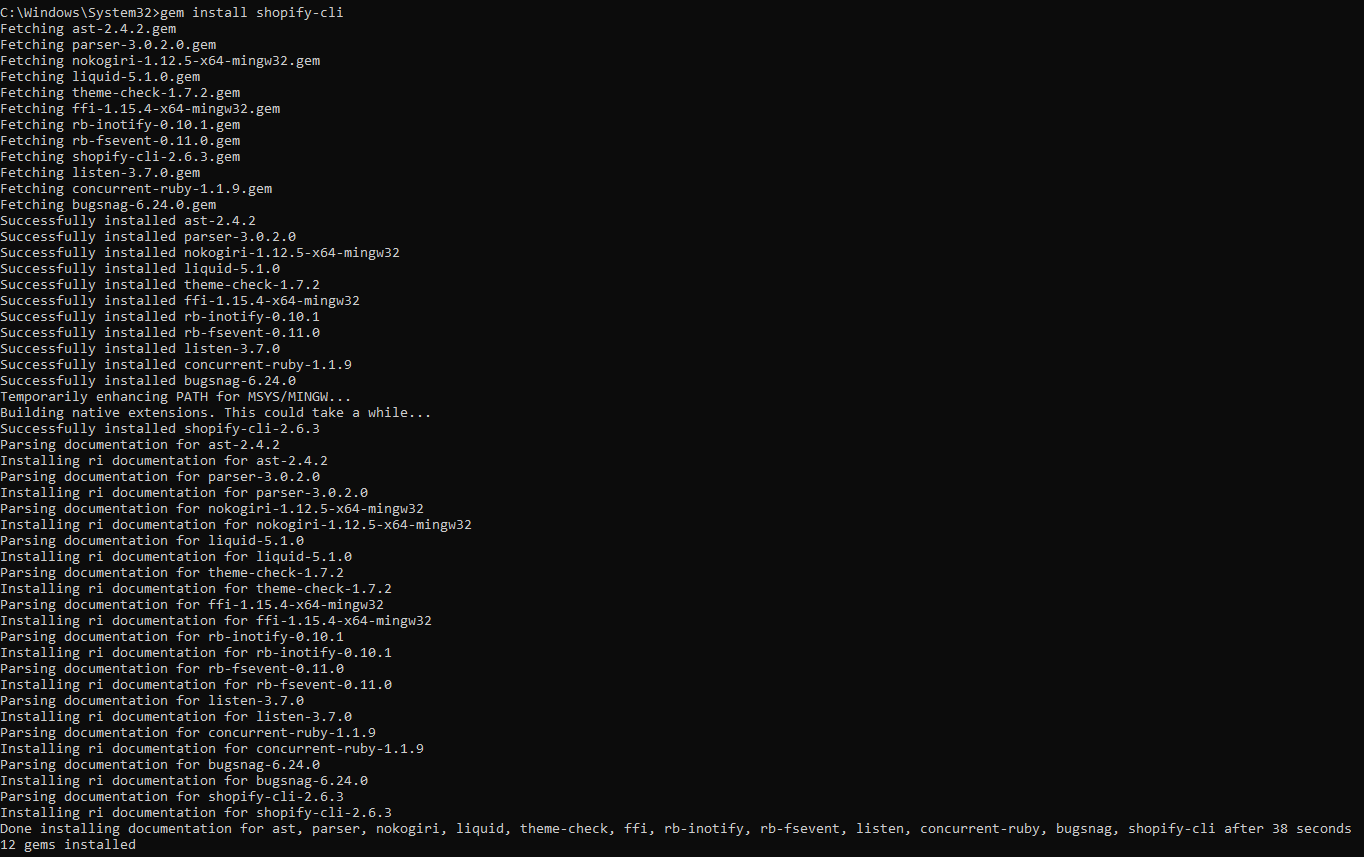 C:\Windows\System32>gem install shopify-cli
Fetching ast-2.4.2.gem
Fetching parser-3.0.2.0.gem
Fetching nokogiri-1.12.5-x64-mingw32.gem
Fetching liquid-5.1.0.gem
Fetching theme-check-1.7.2.gem
Fetching ffi-1.15.4-x64-mingw32.gem
Fetching rb-inotify-0.10.1.gem
Fetching rb-fsevent-0.11.0.gem
Fetching shopify-cli-2.6.3.gem
Fetching listen-3.7.0.gem
Fetching concurrent-ruby-1.1.9.gem
Fetching bugsnag-6.24.0.gem
Successfully installed ast-2.4.2
Successfully installed parser-3.0.2.0
Successfully installed nokogiri-1.12.5-x64-mingw32
Successfully installed liquid-5.1.0
Successfully installed theme-check-1.7.2
Successfully installed ffi-1.15.4-x64-mingw32
Successfully installed rb-inotify-0.10.1
Successfully installed rb-fsevent-0.11.0
Successfully installed listen-3.7.0
Successfully installed concurrent-ruby-1.1.9
Successfully installed bugsnag-6.24.0
Temporarily enhancing PATH for MSYS/MINGW...
Building native extensions. This could take a while...
Successfully installed shopify-cli-2.6.3
Parsing documentation for ast-2.4.2
Installing ri documentation for ast-2.4.2
Parsing documentation for parser-3.0.2.0
Installing ri documentation for parser-3.0.2.0
Parsing documentation for nokogiri-1.12.5-x64-mingw32
Installing ri documentation for nokogiri-1.12.5-x64-mingw32
Parsing documentation for liquid-5.1.0
Installing ri documentation for liquid-5.1.0
Parsing documentation for theme-check-1.7.2
Installing ri documentation for theme-check-1.7.2
Parsing documentation for ffi-1.15.4-x64-mingw32
Installing ri documentation for ffi-1.15.4-x64-mingw32
Parsing documentation for rb-inotify-0.10.1
Installing ri documentation for rb-inotify-0.10.1
Parsing documentation for rb-fsevent-0.11.0
Installing ri documentation for rb-fsevent-0.11.0
Parsing documentation for listen-3.7.0
Installing ri documentation for listen-3.7.0
Parsing documentation for concurrent-ruby-1.1.9
Installing ri documentation for concurrent-ruby-1.1.9
Parsing documentation for bugsnag-6.24.0
Installing ri documentation for bugsnag-6.24.0
Parsing documentation for shopify-cli-2.6.3
Installing ri documentation for shopify-cli-2.6.3
Done installing documentation for ast, parser, nokogiri, liquid, theme-check, ffi, rb-inotify, rb-fsevent, listen, concurrent-ruby, bugsnag, shopify-cli after 38 seconds
12 gems installed